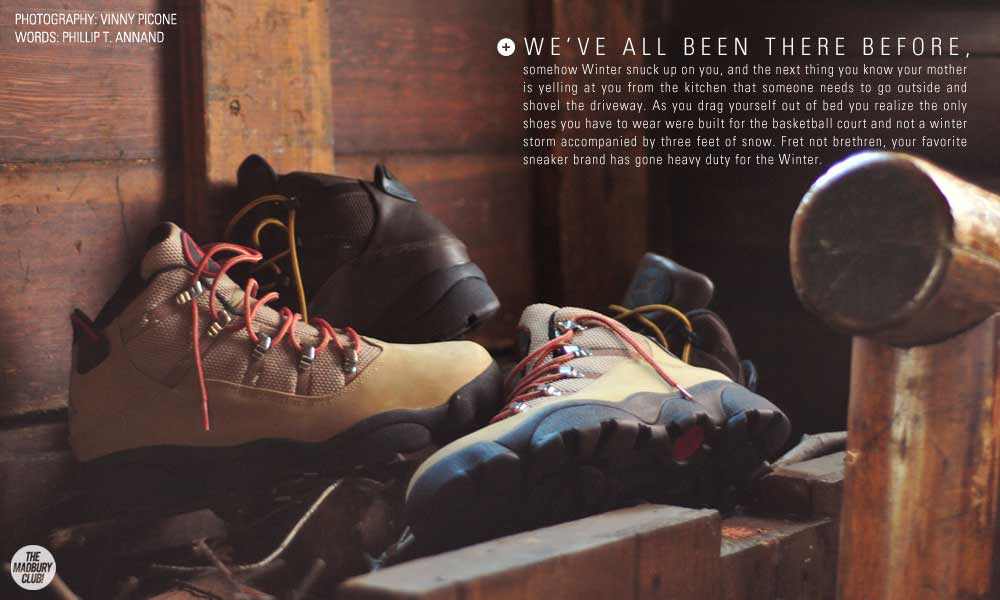 PHOTOGRAPHY: VINNY PICONE
WORDS: PHILLIP T. ANNAND
WE'VE ALL BEEN THERE BEFORE,
somehow Winter snuck up on you, and the next thing you know your mother
is yelling at you from the kitchen that someone needs to go outside and
shovel the driveway. As you drag yourself out of bed you realize the only
shoes you have to wear were built for the basketball court and not a winter
storm accompanied by three feet of snow. Fret not brethren, your favorite
sneaker brand has gone heavy duty for the Winter.
THE
MADBURY
CLUB!